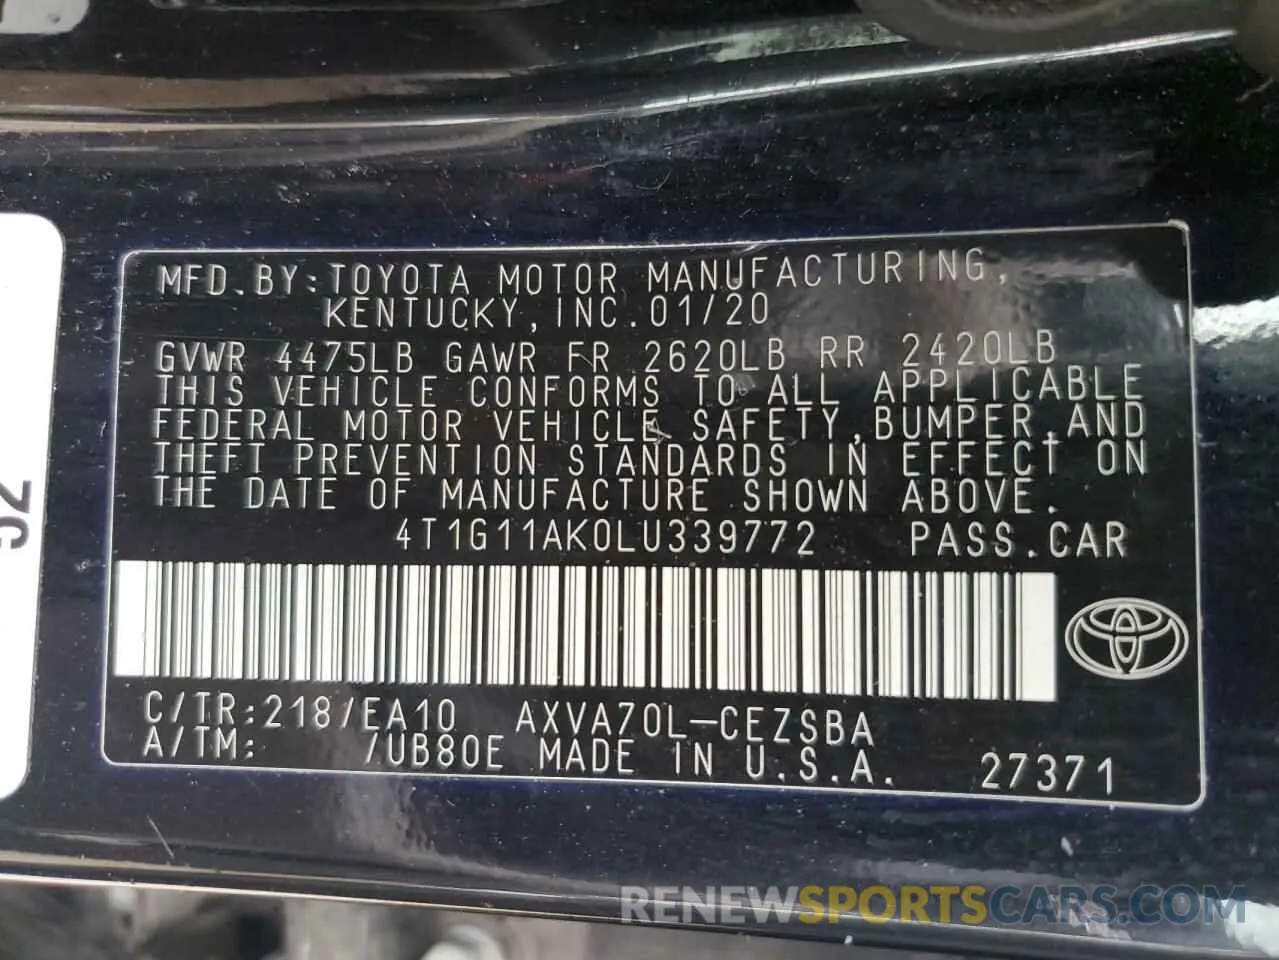 MFD.BY:TOYOTA MOTOR MANUFACTURING,
KENTUCKY,INC.01/20
GVWR 4475LB GAWR FR 2620LB RR 2420LB
THIS VEHICLE CONFORMS TO ALL APPLICABLE
FEDERAL MOTOR VEHICLE SAFETY,BUMPER,AND
THEFT PREVENTION STANDARDS IN EFFECT ON
THE DATE OF MANUFACTURE SHOWN ABOVE.
4T1G11AK0LU339772 PASS.CAR
C/TR:218/EA10 AXVA70L-CEZSBA
A/TM: /UB80E MADE IN U.S.A. 27371
RENEWSPORTSCARS.COM